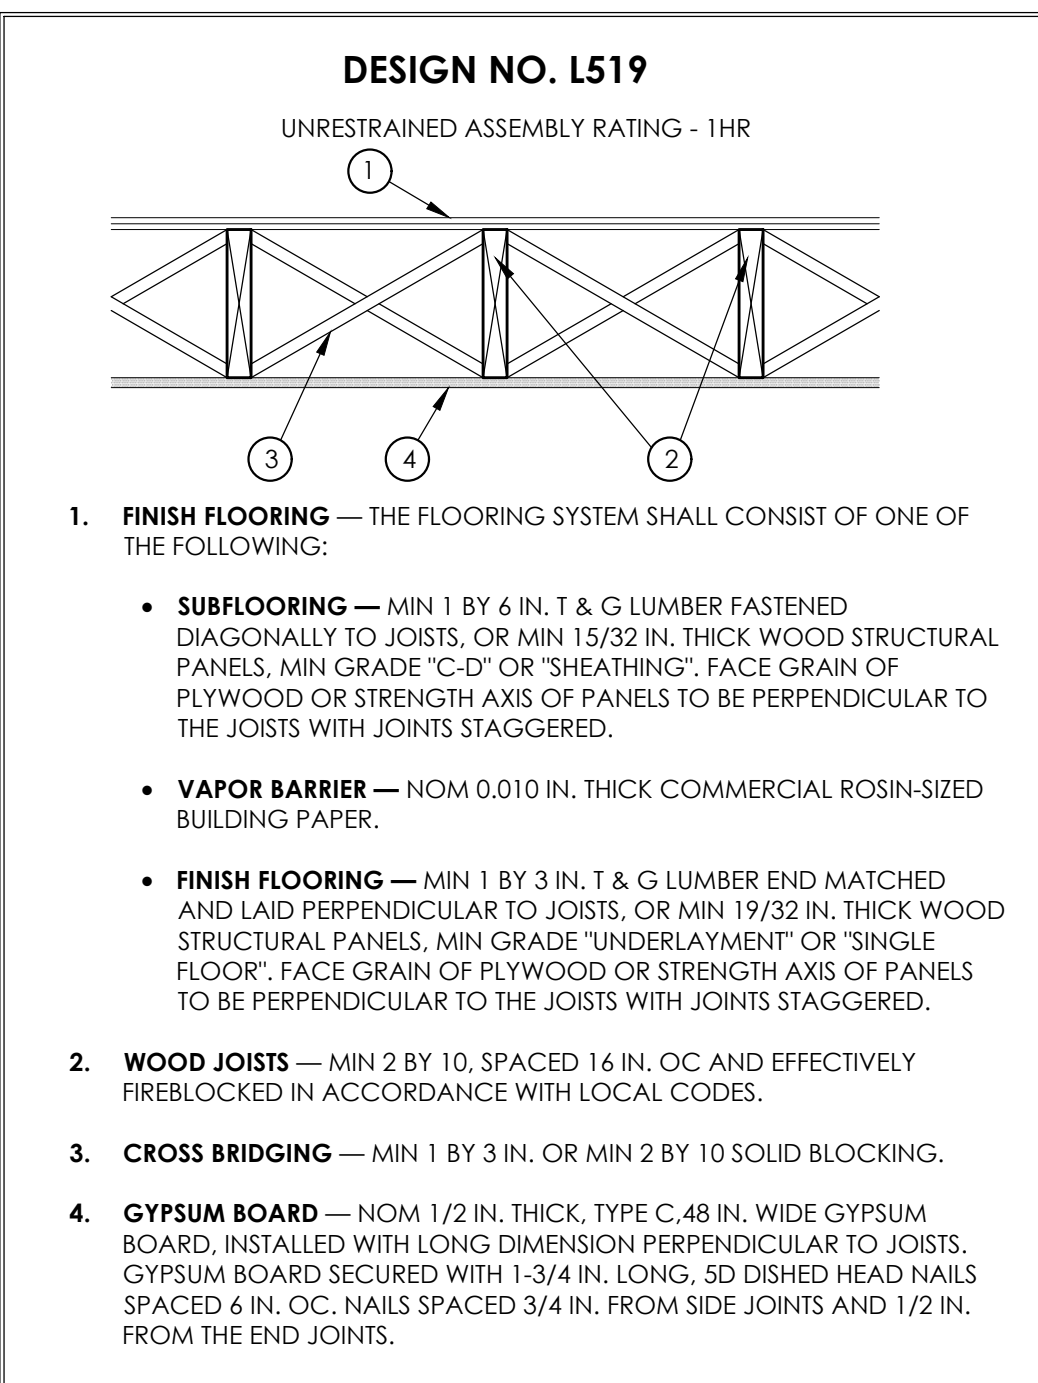 DESIGN NO. L519
UNRESTRAINED ASSEMBLY RATING - 1HR
1
3
4
2
1. FINISH FLOORING — THE FLOORING SYSTEM SHALL CONSIST OF ONE OF
THE FOLLOWING:
• SUBFLOORING — MIN 1 BY 6 IN. T & G LUMBER FASTENED
DIAGONALLY TO JOISTS, OR MIN 15/32 IN. THICK WOOD STRUCTURAL
PANELS, MIN GRADE "C-D" OR "SHEATHING". FACE GRAIN OF
PLYWOOD OR STRENGTH AXIS OF PANELS TO BE PERPENDICULAR TO
THE JOISTS WITH JOINTS STAGGERED.
• VAPOR BARRIER — NOM 0.010 IN. THICK COMMERCIAL ROSIN-SIZED
BUILDING PAPER.
• FINISH FLOORING — MIN 1 BY 3 IN. T & G LUMBER END MATCHED
AND LAID PERPENDICULAR TO JOISTS, OR MIN 19/32 IN. THICK WOOD
STRUCTURAL PANELS, MIN GRADE "UNDERLAYMENT" OR "SINGLE
FLOOR". FACE GRAIN OF PLYWOOD OR STRENGTH AXIS OF PANELS
TO BE PERPENDICULAR TO THE JOISTS WITH JOINTS STAGGERED.
2. WOOD JOISTS — MIN 2 BY 10, SPACED 16 IN. OC AND EFFECTIVELY
FIREBLOCKED IN ACCORDANCE WITH LOCAL CODES.
3. CROSS BRIDGING — MIN 1 BY 3 IN. OR MIN 2 BY 10 SOLID BLOCKING.
4. GYPSUM BOARD — NOM 1/2 IN. THICK, TYPE C,48 IN. WIDE GYPSUM
BOARD, INSTALLED WITH LONG DIMENSION PERPENDICULAR TO JOISTS.
GYPSUM BOARD SECURED WITH 1-3/4 IN. LONG, 5D DISHED HEAD NAILS
SPACED 6 IN. OC. NAILS SPACED 3/4 IN. FROM SIDE JOINTS AND 1/2 IN.
FROM THE END JOINTS.